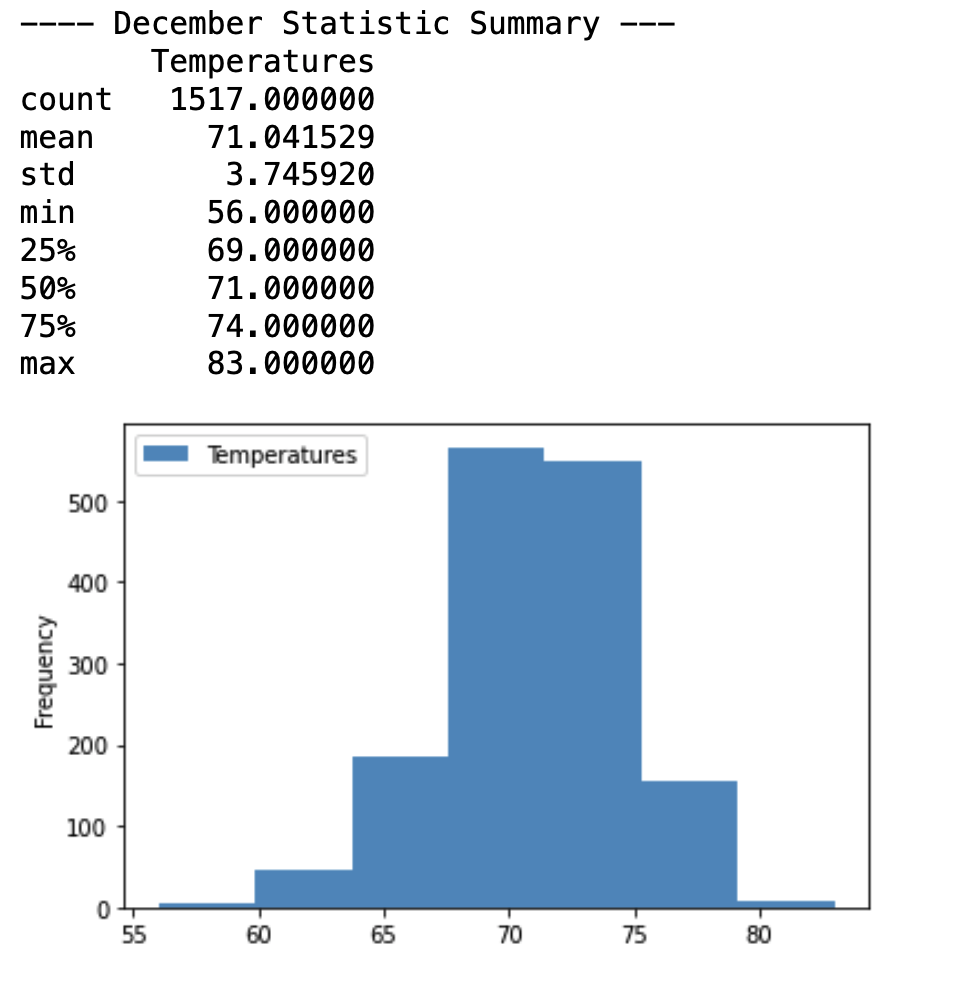 ---- December Statistic Summary ---
Temperatures
count 1517.000000
mean 71.041529
std 3.745920
min 56.000000
25% 69.000000
50% 71.000000
75% 74.000000
max 83.000000
Temperatures
500
400
300
200
100
0
Frequency
55 60 65 70 75 80